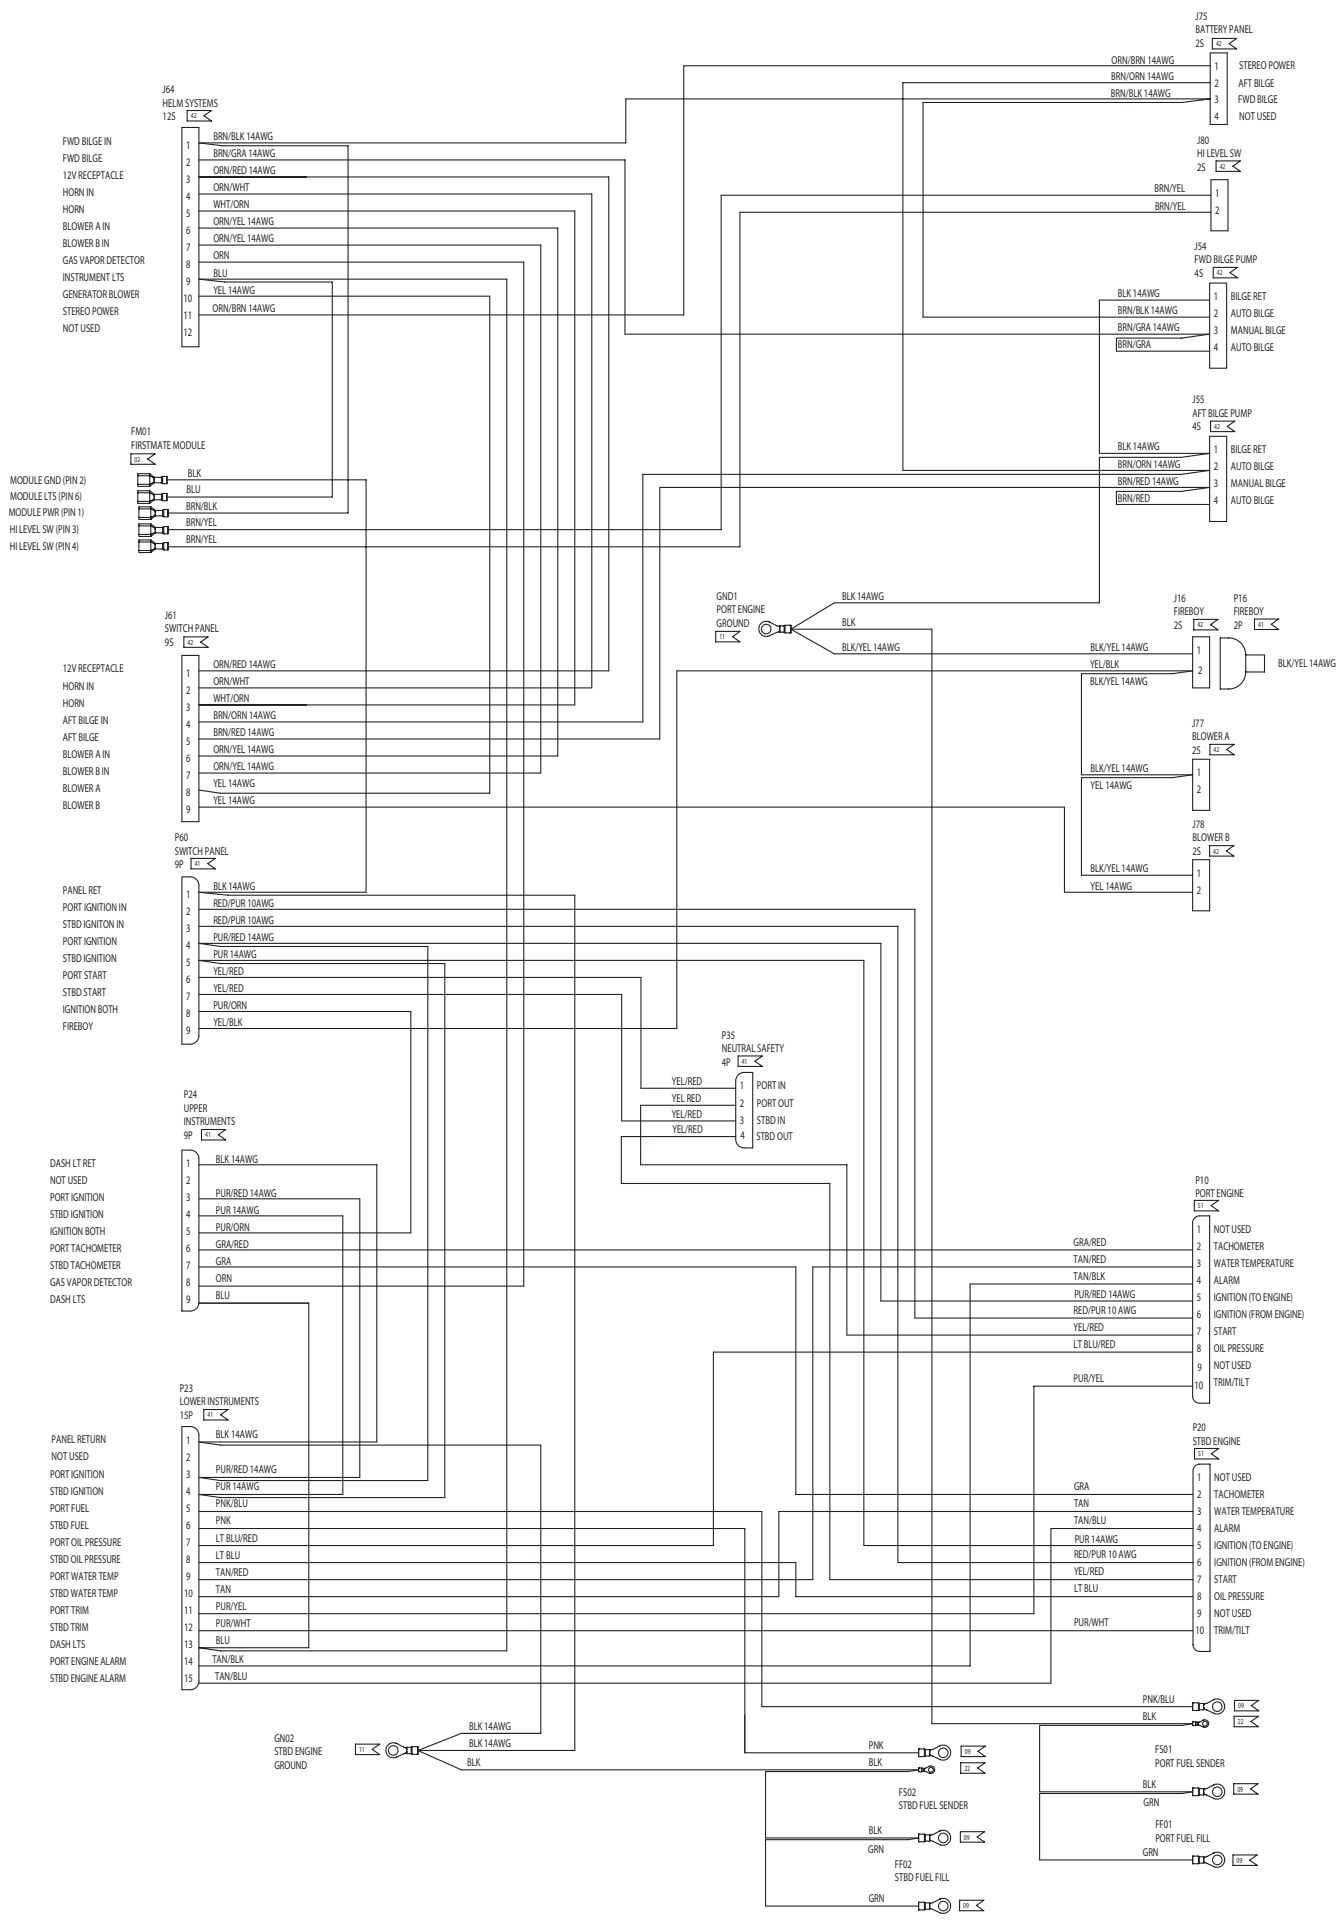 J75
BATTERY PANEL
2S 42
ORN/BRN 14AWG 1 STEREO POWER
BRN/ORN 14AWG 2 AFT BILGE
BRN/BLK 14AWG 3 FWD BILGE
4 NOT USED
J64
HELM SYSTEMS
12S 42
FWD BILGE IN 1 BRN/BLK 14AWG
FWD BILGE 2 BRN/GRA 14AWG
12V RECEPTACLE 3 ORN/RED 14AWG
HORN IN 4 ORN/WHT
HORN 5 WHT/ORN
BLOWER A IN 6 ORN/YEL 14AWG
BLOWER B IN 7 ORN/YEL 14AWG
GAS VAPOR DETECTOR 8 ORN
INSTRUMENT LTS 9 BLU
GENERATOR BLOWER 10 YEL 14AWG
STEREO POWER 11 ORN/BRN 14AWG
NOT USED 12
J80
HI LEVEL SW
2S 42
BRN/YEL 1
BRN/YEL 2
J54
FWD BILGE PUMP
4S 42
BLK 14AWG 1 BILGE RET
BRN/BLK 14AWG 2 AUTO BILGE
BRN/GRA 14AWG 3 MANUAL BILGE
BRN/GRA 4 AUTO BILGE
J55
AFT BILGE PUMP
4S 42
BLK 14AWG 1 BILGE RET
BRN/ORN 14AWG 2 AUTO BILGE
BRN/RED 14AWG 3 MANUAL BILGE
BRN/RED 4 AUTO BILGE
FM01
FIRSTMATE MODULE
02
MODULE GND (PIN 2) BLK
MODULE LTS (PIN 6) BLU
MODULE PWR (PIN 1) BRN/BLK
HI LEVEL SW (PIN 3) BRN/YEL
HI LEVEL SW (PIN 4) BRN/YEL
GND1
PORT ENGINE
GROUND
11
BLK 14AWG
BLK
BLK/YEL 14AWG
J16
FIREBOY
2S 42
P16
FIREBOY
2P 41
BLK/YEL 14AWG 1
YEL/BLK 2
BLK/YEL 14AWG
BLK/YEL 14AWG
J77
BLOWER A
2S 42
BLK/YEL 14AWG 1
YEL 14AWG 2
J78
BLOWER B
2S 42
BLK/YEL 14AWG 1
YEL 14AWG 2
J61
SWITCH PANEL
9S 42
12V RECEPTACLE 1 ORN/RED 14AWG
HORN IN 2 ORN/WHT
HORN 3 WHT/ORN
AFT BILGE IN 4 BRN/ORN 14AWG
AFT BILGE 5 BRN/RED 14AWG
BLOWER A IN 6 ORN/YEL 14AWG
BLOWER B IN 7 ORN/YEL 14AWG
BLOWER A 8 YEL 14AWG
BLOWER B 9 YEL 14AWG
P60
SWITCH PANEL
9P 41
PANEL RET 1 BLK 14AWG
PORT IGNITION IN 2 RED/PUR 10AWG
STBD IGNITON IN 3 RED/PUR 10AWG
PORT IGNITION 4 PUR/RED 14AWG
STBD IGNITION 5 PUR 14AWG
PORT START 6 YEL/RED
STBD START 7 YEL/RED
IGNITION BOTH 8 PUR/ORN
FIREBOY 9 YEL/BLK
P35
NEUTRAL SAFETY
4P 41
YEL/RED 1 PORT IN
YEL RED 2 PORT OUT
YEL/RED 3 STBD IN
YEL/RED 4 STBD OUT
P24
UPPER
INSTRUMENTS
9P 41
DASH LT RET 1 BLK 14AWG
NOT USED 2
PORT IGNITION 3 PUR/RED 14AWG
STBD IGNITION 4 PUR 14AWG
IGNITION BOTH 5 PUR/ORN
PORT TACHOMETER 6 GRA/RED
STBD TACHOMETER 7 GRA
GAS VAPOR DETECTOR 8 ORN
DASH LTS 9 BLU
P10
PORT ENGINE
51
1 NOT USED
GRA/RED 2 TACHOMETER
TAN/RED 3 WATER TEMPERATURE
TAN/BLK 4 ALARM
PUR/RED 14AWG 5 IGNITION (TO ENGINE)
RED/PUR 10 AWG 6 IGNITION (FROM ENGINE)
YEL/RED 7 START
LT BLU/RED 8 OIL PRESSURE
9 NOT USED
PUR/YEL 10 TRIM/TILT
P23
LOWER INSTRUMENTS
15P 41
PANEL RETURN 1 BLK 14AWG
NOT USED 2
PORT IGNITION 3 PUR/RED 14AWG
STBD IGNITION 4 PUR 14AWG
PORT FUEL 5 PNK/BLU
STBD FUEL 6 PNK
PORT OIL PRESSURE 7 LT BLU/RED
STBD OIL PRESSURE 8 LT BLU
PORT WATER TEMP 9 TAN/RED
STBD WATER TEMP 10 TAN
PORT TRIM 11 PUR/YEL
STBD TRIM 12 PUR/WHT
DASH LTS 13 BLU
PORT ENGINE ALARM 14 TAN/BLK
STBD ENGINE ALARM 15 TAN/BLU
P20
STBD ENGINE
51
1 NOT USED
GRA 2 TACHOMETER
TAN 3 WATER TEMPERATURE
TAN/BLU 4 ALARM
PUR 14AWG 5 IGNITION (TO ENGINE)
RED/PUR 10 AWG 6 IGNITION (FROM ENGINE)
YEL/RED 7 START
LT BLU 8 OIL PRESSURE
9 NOT USED
PUR/WHT 10 TRIM/TILT
GN02
STBD ENGINE
GROUND
11
BLK 14AWG
BLK 14AWG
BLK
PNK 09
BLK 22
FS02
STBD FUEL SENDER
BLK 09
GRN
FF02
STBD FUEL FILL
GRN 09
PNK/BLU 09
BLK 22
FS01
PORT FUEL SENDER
BLK 09
GRN
FF01
PORT FUEL FILL
GRN 09